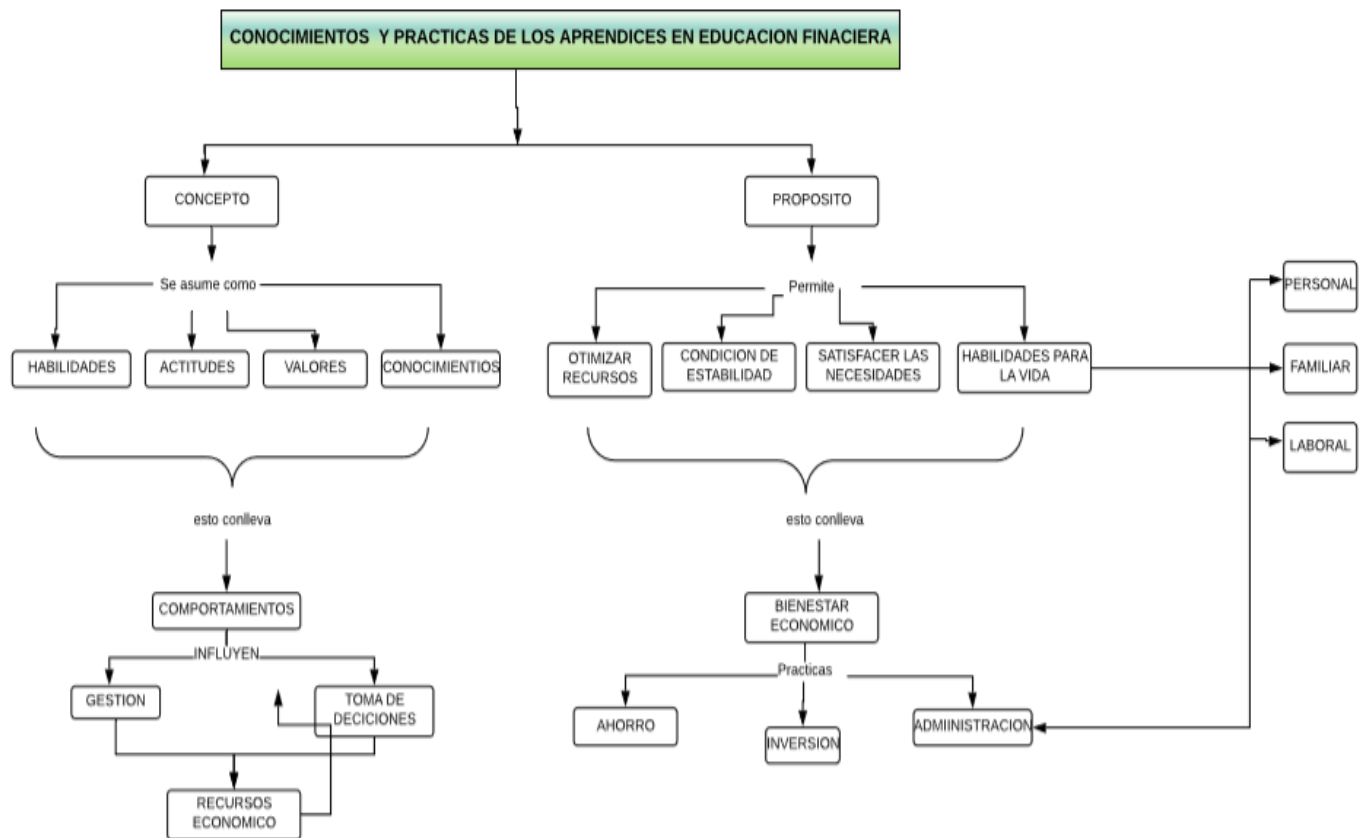 CONOCIMIENTOS Y PRACTICAS DE LOS APRENDICES EN EDUCACION FINACIERA
CONCEPTO
PROPOSITO
Se asume como
Permite
PERSONAL
HABILIDADES
ACTITUDES
VALORES
CONOCIMIENTIOS
OTIMIZAR
RECURSOS
CONDICION DE
ESTABILIDAD
SATISFACER LAS
NECESIDADES
HABILIDADES PARA
LA VIDA
FAMILIAR
LABORAL
esto conlleva
esto conlleva
COMPORTAMIENTOS
BIENESTAR
ECONOMICO
INFLUYEN
Practicas
GESTION
TOMA DE
DECICIONES
AHORRO
INVERSION
ADMIINISTRACION
RECURSOS
ECONOMICO